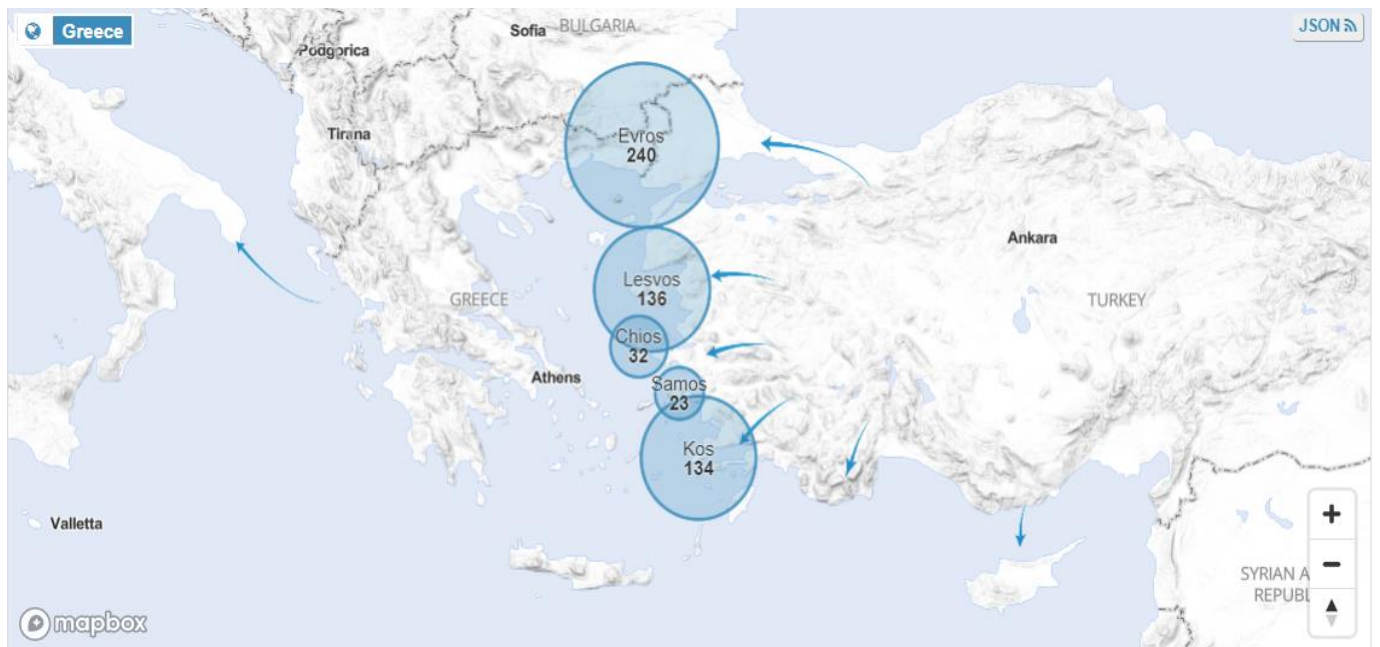 Greece
JSON
Sofia
BULGARIA
Podgorica
Tirana
Evros
240
Ankara
Lesvos
136
GREECE
TURKEY
Chios
32
Athens
Samos
23
Kos
134
Valletta
+
−
SYRIAN A
REPUBL
mapbox